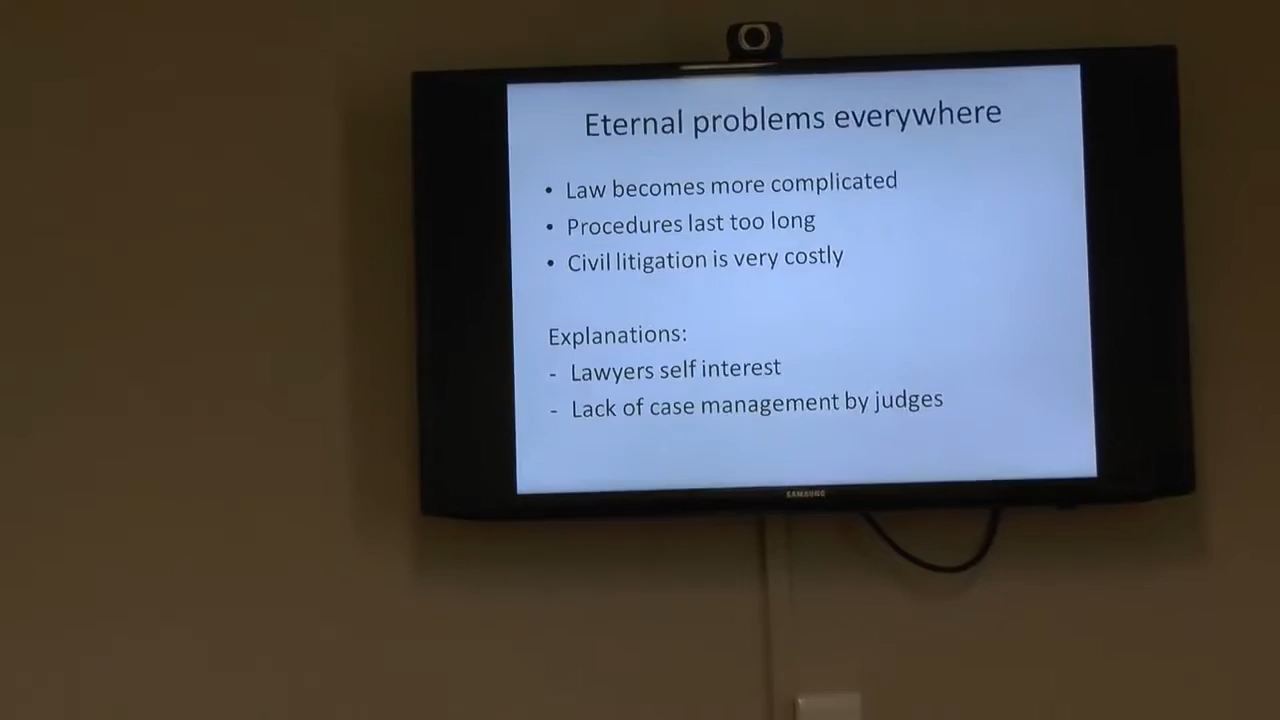 Eternal problems everywhere
• Law becomes more complicated
• Procedures last too long
• Civil litigation is very costly
Explanations:
- Lawyers self interest
- Lack of case management by judges
SAMSUNG